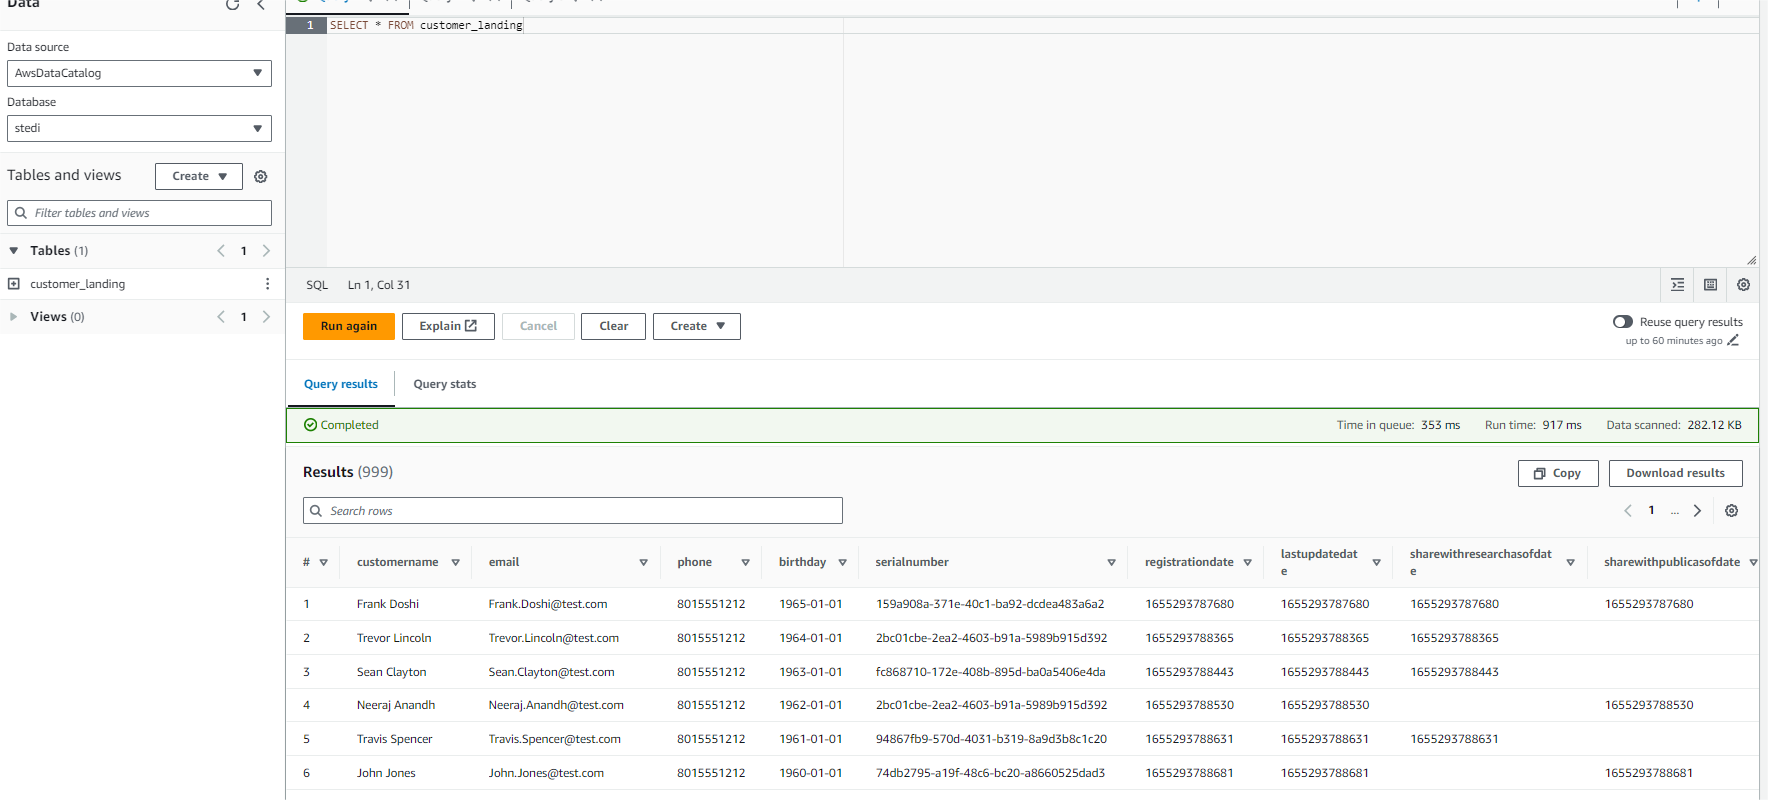 Data
Data source
AwsDataCatalog
Database
stedi
Tables and views
Create
Filter tables and views
Tables (1)
1
customer_landing
Views (0)
1
1 SELECT * FROM customer_landing
SQL Ln 1, Col 31
Run again Explain Cancel Clear Create
Reuse query results
up to 60 minutes ago
Query results Query stats
Completed Time in queue: 353 ms Run time: 917 ms Data scanned: 282.12 KB
Results (999) Copy Download results
Search rows 1 ...
# customername email phone birthday serialnumber registrationdate lastupdatedat
e sharewithresearchasofdat
e sharewithpublicasofdate
1 Frank Doshi Frank.Doshi@test.com 8015551212 1965-01-01 159a908a-371e-40c1-ba92-dcdea483a6a2 1655293787680 1655293787680 1655293787680 1655293787680
2 Trevor Lincoln Trevor.Lincoln@test.com 8015551212 1964-01-01 2bc01cbe-2ea2-4603-b91a-5989b915d392 1655293788365 1655293788365 1655293788365
3 Sean Clayton Sean.Clayton@test.com 8015551212 1963-01-01 fc868710-172e-408b-895d-ba0a5406e4da 1655293788443 1655293788443 1655293788443
4 Neeraj Anandh Neeraj.Anandh@test.com 8015551212 1962-01-01 2bc01cbe-2ea2-4603-b91a-5989b915d392 1655293788530 1655293788530 1655293788530
5 Travis Spencer Travis.Spencer@test.com 8015551212 1961-01-01 94867fb9-570d-4031-b319-8a9d3b8c1c20 1655293788631 1655293788631 1655293788631
6 John Jones John.Jones@test.com 8015551212 1960-01-01 74db2795-a19f-48c6-bc20-a8660525dad3 1655293788681 1655293788681 1655293788681